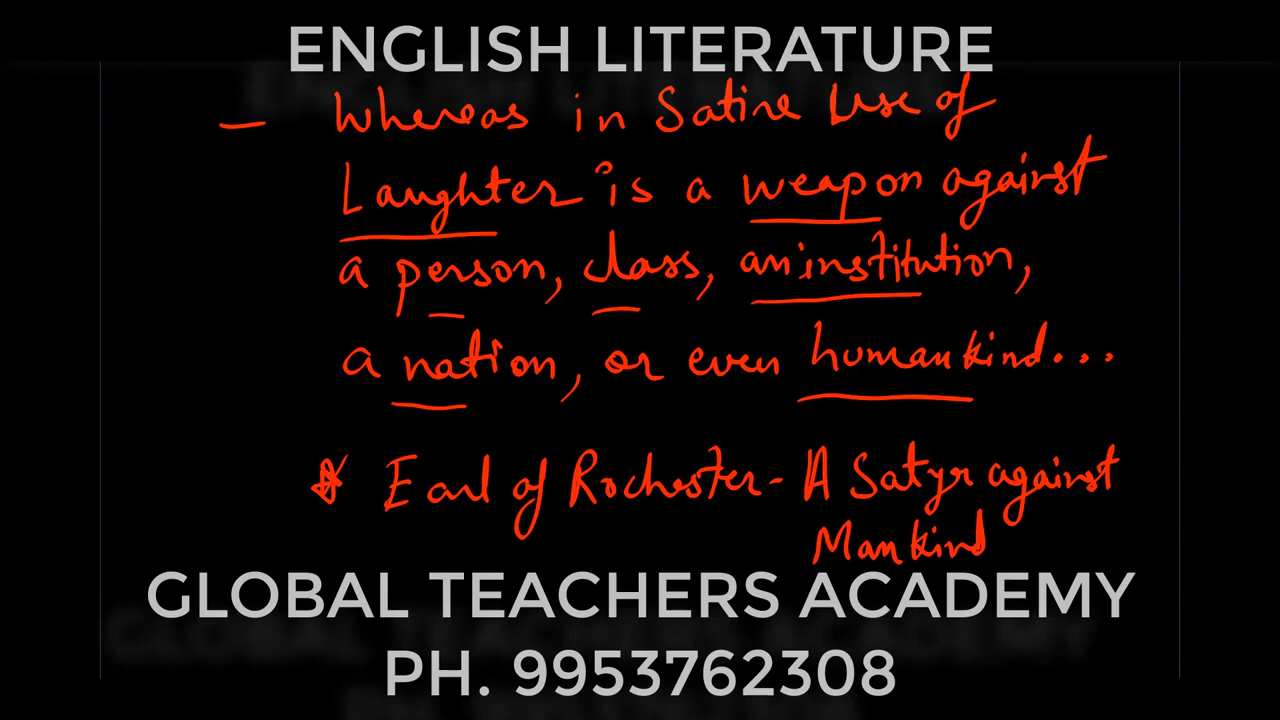 ENGLISH LITERATURE
- Whereas in Satire Use of
Laughter is a weapon against
a person, class, an institution,
a nation, or even humankind...
* Earl of Rochester - A Satyr against
Mankind
GLOBAL TEACHERS ACADEMY
PH. 9953762308